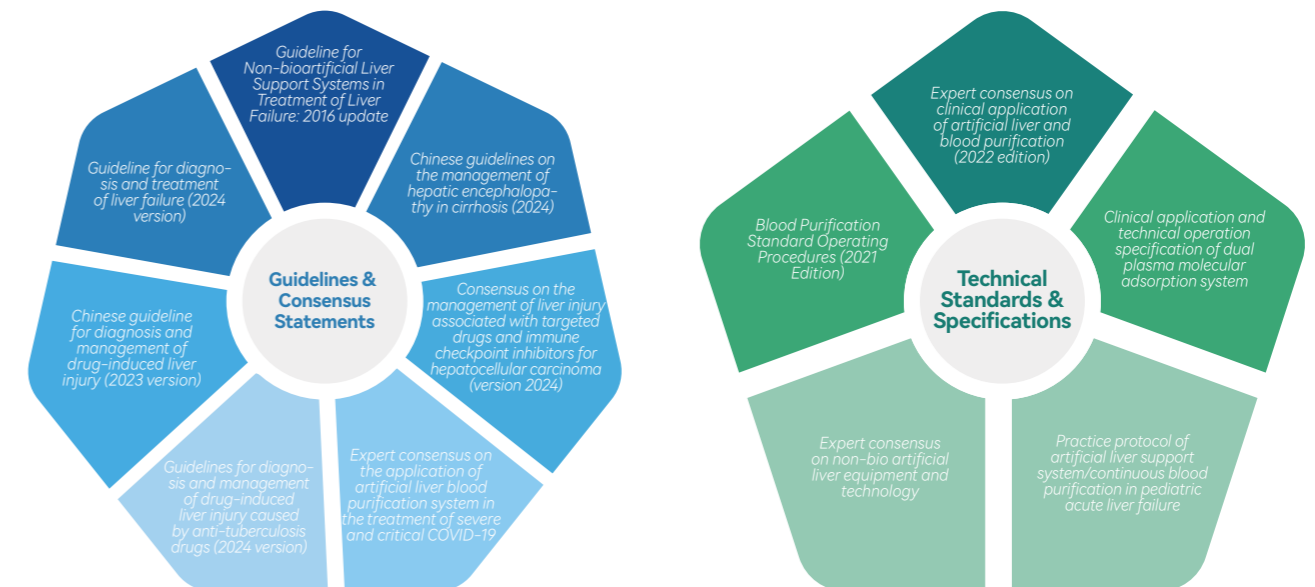 Guideline for
Non-bioartificial Liver
Support Systems in
Treatment of Liver
Failure: 2016 update
Chinese guidelines on
the management of
hepatic encephalopa-
thy in cirrhosis (2024)
Consensus on the
management of liver injury
associated with targeted
drugs and immune
checkpoint inhibitors for
hepatocellular carcinoma
(version 2024)
Expert consensus on
the application of
artificial liver blood
purification system in
the treatment of severe
and critical COVID-19
Guidelines for diagno-
sis and management
of drug-induced
liver injury caused
by anti-tuberculosis
drugs (2024 version)
Chinese guideline
for diagnosis and
management of
drug-induced liver
injury (2023 version)
Guideline for diagno-
sis and treatment
of liver failure (2024
version)
Guidelines &
Consensus
Statements
Expert consensus on
clinical application
of artificial liver and
blood purification
(2022 edition)
Clinical application and
technical operation
specification of dual
plasma molecular
adsorption system
Practice protocol of
artificial liver support
system/continuous blood
purification in pediatric
acute liver failure
Expert consensus
on non-bio artificial
liver equipment and
technology
Blood Purification
Standard Operating
Procedures (2021
Edition)
Technical
Standards &
Specifications